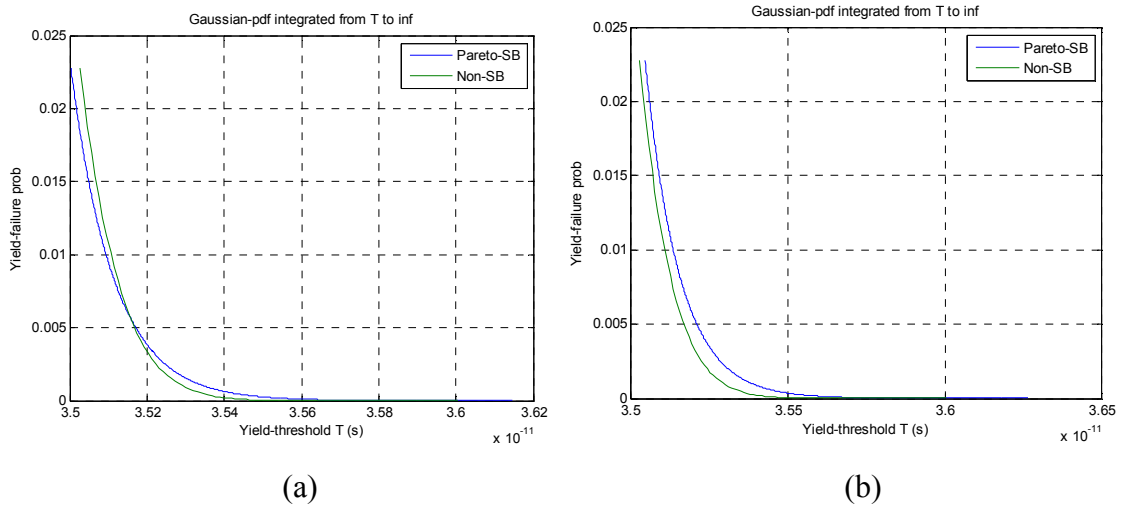 Gaussian-pdf integrated from T to inf
0.025
0.02
0.015
0.01
0.005
0
Yield-failure prob
Pareto-SB
Non-SB
3.5 3.52 3.54 3.56 3.58 3.6 3.62
Yield-threshold T (s)
x 10-11
(a)
Gaussian-pdf integrated from T to inf
0.025
0.02
0.015
0.01
0.005
0
Yield-failure prob
Pareto-SB
Non-SB
3.5 3.55 3.6 3.65
Yield-threshold T (s)
x 10-11
(b)